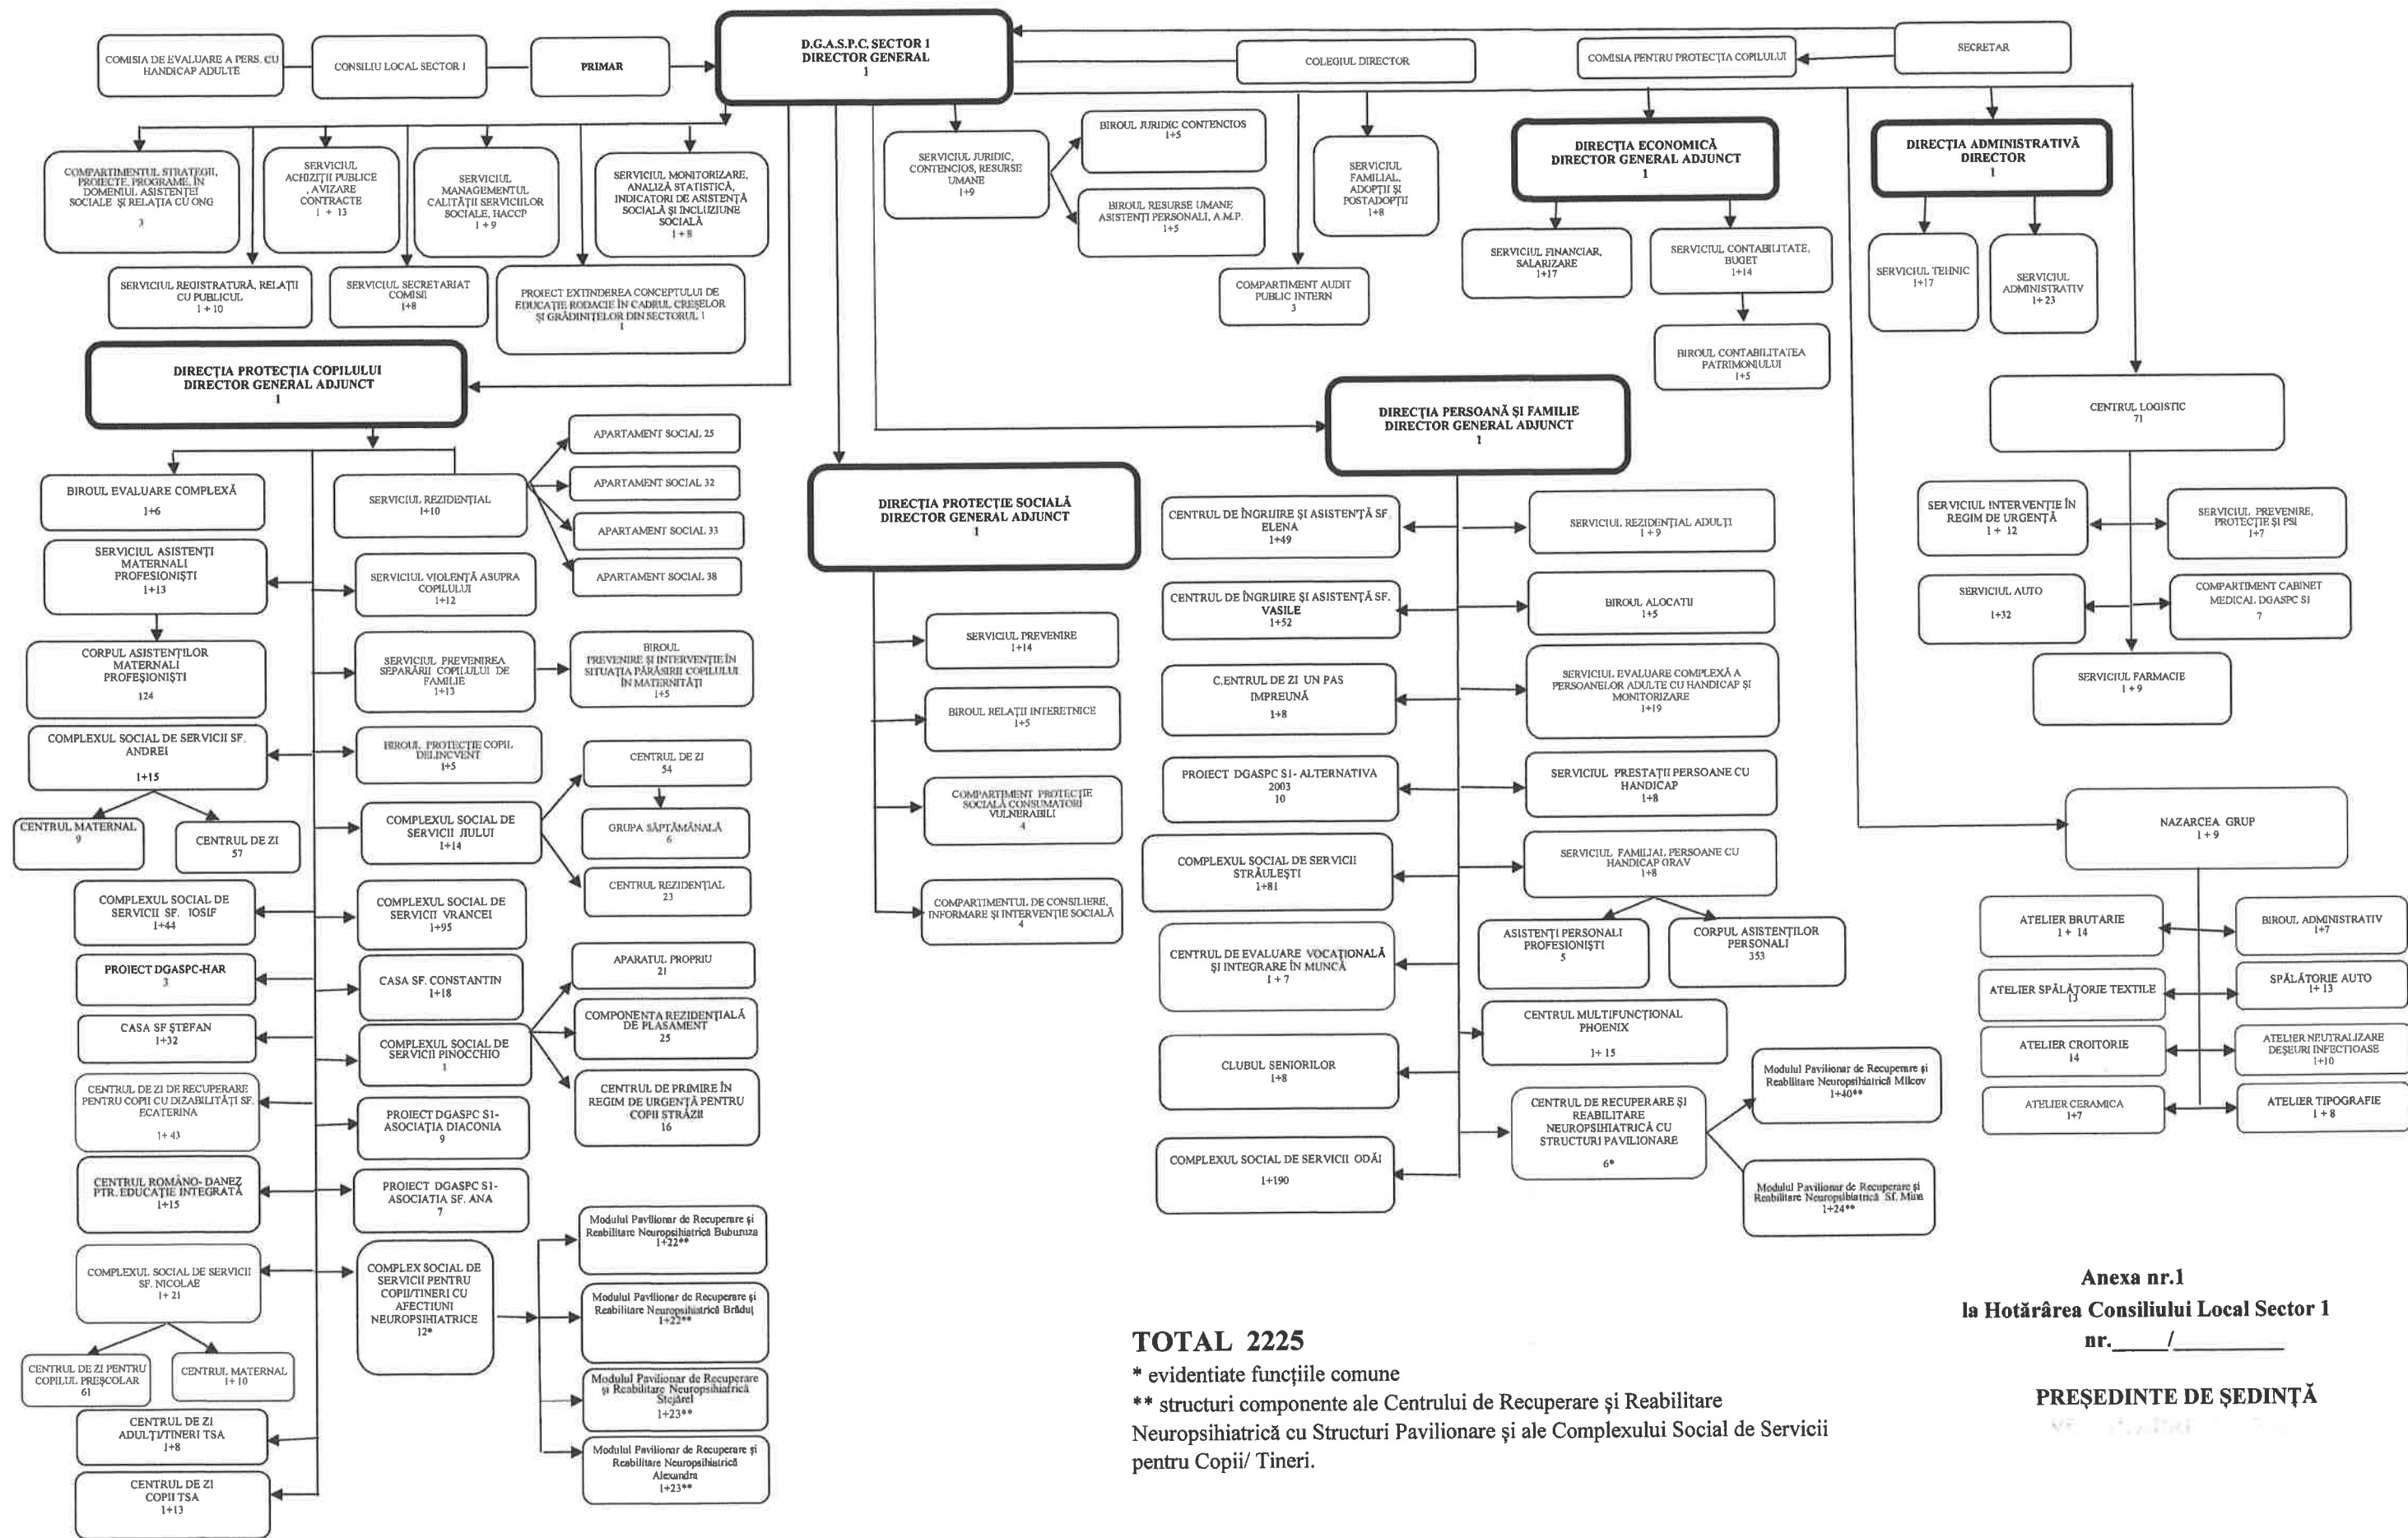 COMISIA DE EVALUARE A PERS. CU
HANDICAP ADULTE
CONSILIU LOCAL SECTOR 1
PRIMAR
D.G.A.S.P.C. SECTOR 1
DIRECTOR GENERAL
1
COLEGIUL DIRECTOR
COMISIA PENTRU PROTECȚIA COPILULUI
SECRETAR
COMPARTIMENTUL STRATEGII,
PROIECTE, PROGRAME, ÎN
DOMENIUL ASISTENȚEI
SOCIALE ȘI RELAȚIA CU ONG
3
SERVICIUL
ACHIZIȚII PUBLICE
, AVIZARE
CONTRACTE
1 + 13
SERVICIUL
MANAGEMENTUL
CALITĂȚII SERVICIILOR
SOCIALE, HACCP
1 + 9
SERVICIUL MONITORIZARE,
ANALIZĂ STATISTICĂ,
INDICATORI DE ASISTENȚĂ
SOCIALĂ ȘI INCLUZIUNE
SOCIALĂ
1+8
SERVICIUL REGISTRATURĂ, RELAȚII
CU PUBLICUL
1 + 10
SERVICIUL SECRETARIAT
COMISII
1+8
PROIECT EXTINDEREA CONCEPTULUI DE
EDUCAȚIE RODACIE ÎN CADRUL CREȘELOR
ȘI GRĂDINIȚELOR DIN SECTORUL 1
1
SERVICIUL JURIDIC,
CONTENCIOS, RESURSE
UMANE
1+9
BIROUL JURIDIC CONTENCIOS
1+5
BIROUL RESURSE UMANE
ASISTENȚI PERSONALI, A.M.P.
1+5
COMPARTIMENT AUDIT
PUBLIC INTERN
3
SERVICIUL
FAMILIAL,
ADOPȚII ȘI
POSTADOPȚII
1+8
DIRECȚIA ECONOMICĂ
DIRECTOR GENERAL ADJUNCT
1
SERVICIUL FINANCIAR,
SALARIZARE
1+17
SERVICIUL CONTABILITATE,
BUGET
1+14
BIROUL CONTABILITATEA
PATRIMONIULUI
1+5
DIRECȚIA ADMINISTRATIVĂ
DIRECTOR
1
SERVICIUL TEHNIC
1+17
SERVICIUL
ADMINISTRATIV
1+ 23
DIRECȚIA PROTECȚIA COPILULUI
DIRECTOR GENERAL ADJUNCT
1
BIROUL EVALUARE COMPLEXĂ
1+6
SERVICIUL REZIDENȚIAL
1+10
APARTAMENT SOCIAL 25
APARTAMENT SOCIAL 32
APARTAMENT SOCIAL 33
APARTAMENT SOCIAL 38
SERVICIUL ASISTENȚI
MATERNALI
PROFESIONIȘTI
1+13
SERVICIUL VIOLENȚĂ ASUPRA
COPILULUI
1+12
CORPUL ASISTENȚILOR
MATERNALI
PROFESIONIȘTI
124
SERVICIUL PREVENIREA
SEPARĂRII COPILULUI DE
FAMILIE
1+13
BIROUL
PREVENIRE ȘI INTERVENȚIE ÎN
SITUAȚIA PĂRĂSIRII COPILULUI
ÎN MATERNITĂȚI
1+5
COMPLEXUL SOCIAL DE SERVICII SF.
ANDREI
1+15
BIROUL PROTECȚIE COPIL
DELINCVENT
1+5
CENTRUL MATERNAL
9
CENTRUL DE ZI
57
COMPLEXUL SOCIAL DE
SERVICII JIULUI
1+14
CENTRUL DE ZI
54
GRUPA SĂPTĂMÂNALĂ
6
CENTRUL REZIDENȚIAL
23
COMPLEXUL SOCIAL DE
SERVICII SF. IOSIF
1+44
COMPLEXUL SOCIAL DE
SERVICII VRANCEI
1+95
PROIECT DGASPC-HAR
3
CASA SF. CONSTANTIN
1+18
CASA SF ȘTEFAN
1+32
COMPLEXUL SOCIAL DE
SERVICII PINOCCHIO
1
APARATUL PROPRIU
21
COMPONENTA REZIDENȚIALĂ
DE PLASAMENT
25
CENTRUL DE PRIMIRE ÎN
REGIM DE URGENȚĂ PENTRU
COPII STRĂZII
16
CENTRUL DE ZI DE RECUPERARE
PENTRU COPII CU DIZABILITĂȚI SF.
ECATERINA
1+ 43
PROIECT DGASPC S1-
ASOCIAȚIA DIACONIA
9
CENTRUL ROMÂNO- DANEZ
PTR. EDUCAȚIE INTEGRATĂ
1+15
PROIECT DGASPC S1-
ASOCIATIA SF. ANA
7
COMPLEXUL SOCIAL DE SERVICII
SF. NICOLAE
1+ 21
COMPLEX SOCIAL DE
SERVICII PENTRU
COPII/TINERI CU
AFECTIUNI
NEUROPSIHIATRICE
12*
Modulul Pavilionar de Recuperare și
Reabilitare Neuropsihiatrică Buburuza
1+22**
Modulul Pavilionar de Recuperare și
Reabilitare Neuropsihiatrică Brăduț
1+22**
Modulul Pavilionar de Recuperare
și Reabilitare Neuropsihiatrică
Stejărel
1+23**
Modulul Pavilionar de Recuperare și
Reabilitare Neuropsihiatrică
Alexandra
1+23**
CENTRUL DE ZI PENTRU
COPILUL PREȘCOLAR
61
CENTRUL MATERNAL
1+ 10
CENTRUL DE ZI
ADULȚI/TINERI TSA
1+8
CENTRUL DE ZI
COPII TSA
1+13
DIRECȚIA PROTECȚIE SOCIALĂ
DIRECTOR GENERAL ADJUNCT
1
SERVICIUL PREVENIRE
1+14
BIROUL RELAȚII INTERETNICE
1+5
COMPARTIMENT PROTECȚIE
SOCIALĂ CONSUMATORI
VULNERABILI
4
COMPARTIMENTUL DE CONSILIERE,
INFORMARE ȘI INTERVENȚIE SOCIALĂ
4
DIRECȚIA PERSOANĂ ȘI FAMILIE
DIRECTOR GENERAL ADJUNCT
1
CENTRUL DE ÎNGRIJIRE ȘI ASISTENȚĂ SF.
ELENA
1+49
SERVICIUL REZIDENȚIAL ADULȚI
1+9
CENTRUL DE ÎNGRIJIRE ȘI ASISTENȚĂ SF.
VASILE
1+52
BIROUL ALOCATII
1+5
C.ENTRUL DE ZI UN PAS
IMPREUNĂ
1+8
SERVICIUL EVALUARE COMPLEXĂ A
PERSOANELOR ADULTE CU HANDICAP ȘI
MONITORIZARE
1+19
PROIECT DGASPC S1- ALTERNATIVA
2003
10
SERVICIUL PRESTAȚII PERSOANE CU
HANDICAP
1+8
COMPLEXUL SOCIAL DE SERVICII
STRĂULEȘTI
1+81
SERVICIUL FAMILIAL PERSOANE CU
HANDICAP GRAV
1+8
ASISTENȚI PERSONALI
PROFESIONIȘTI
5
CORPUL ASISTENȚILOR
PERSONALI
353
CENTRUL DE EVALUARE VOCAȚIONALĂ
ȘI INTEGRARE ÎN MUNCĂ
1 + 7
CENTRUL MULTIFUNCȚIONAL
PHOENIX
1+ 15
CLUBUL SENIORILOR
1+8
CENTRUL DE RECUPERARE ȘI
REABILITARE
NEUROPSIHIATRICĂ CU
STRUCTURI PAVILIONARE
6*
Modulul Pavilionar de Recuperare și
Reabilitare Neuropsihiatrică Milcov
1+40**
Modulul Pavilionar de Recuperare și
Reabilitare Neuropsihiatrică Sf. Mina
1+24**
COMPLEXUL SOCIAL DE SERVICII ODĂI
1+190
CENTRUL LOGISTIC
71
SERVICIUL INTERVENȚIE ÎN
REGIM DE URGENȚĂ
1 + 12
SERVICIUL PREVENIRE,
PROTECȚIE ȘI PSI
1+7
SERVICIUL AUTO
1+32
COMPARTIMENT CABINET
MEDICAL DGASPC S1
7
SERVICIUL FARMACIE
1 + 9
NAZARCEA GRUP
1 + 9
ATELIER BRUTARIE
1 + 14
BIROUL ADMINISTRATIV
1+7
ATELIER SPĂLĂTORIE TEXTILE
13
SPĂLĂTORIE AUTO
1+ 13
ATELIER CROITORIE
14
ATELIER NEUTRALIZARE
DEȘEURI INFECTIOASE
1+10
ATELIER CERAMICA
1+7
ATELIER TIPOGRAFIE
1 + 8
TOTAL 2225
* evidentiate funcțiile comune
** structuri componente ale Centrului de Recuperare și Reabilitare
Neuropsihiatrică cu Structuri Pavilionare și ale Complexului Social de Servicii
pentru Copii/ Tineri.
Anexa nr.1
la Hotărârea Consiliului Local Sector 1
nr._____/__________
PREȘEDINTE DE ȘEDINȚĂ